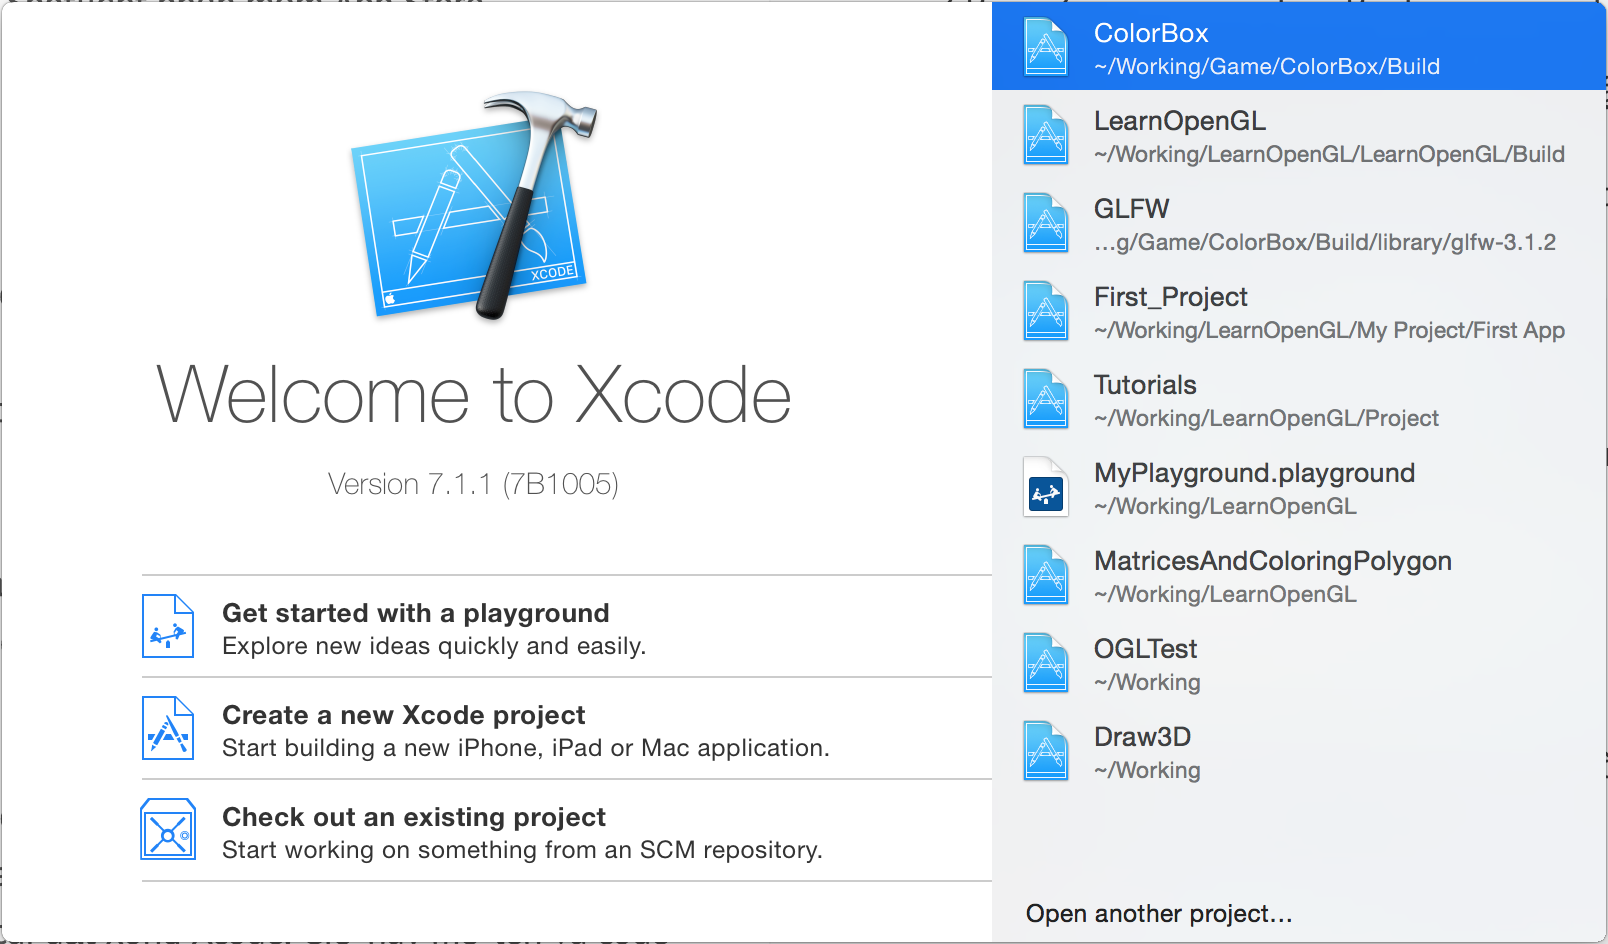 XCODE
Welcome to Xcode
Version 7.1.1 (7B1005)
Get started with a playground
Explore new ideas quickly and easily.
Create a new Xcode project
Start building a new iPhone, iPad or Mac application.
Check out an existing project
Start working on something from an SCM repository.
ColorBox
~/Working/Game/ColorBox/Build
LearnOpenGL
~/Working/LearnOpenGL/LearnOpenGL/Build
GLFW
...g/Game/ColorBox/Build/library/glfw-3.1.2
First_Project
~/Working/LearnOpenGL/My Project/First App
Tutorials
~/Working/LearnOpenGL/Project
MyPlayground.playground
~/Working/LearnOpenGL
MatricesAndColoringPolygon
~/Working/LearnOpenGL
OGLTest
~/Working
Draw3D
~/Working
Open another project...